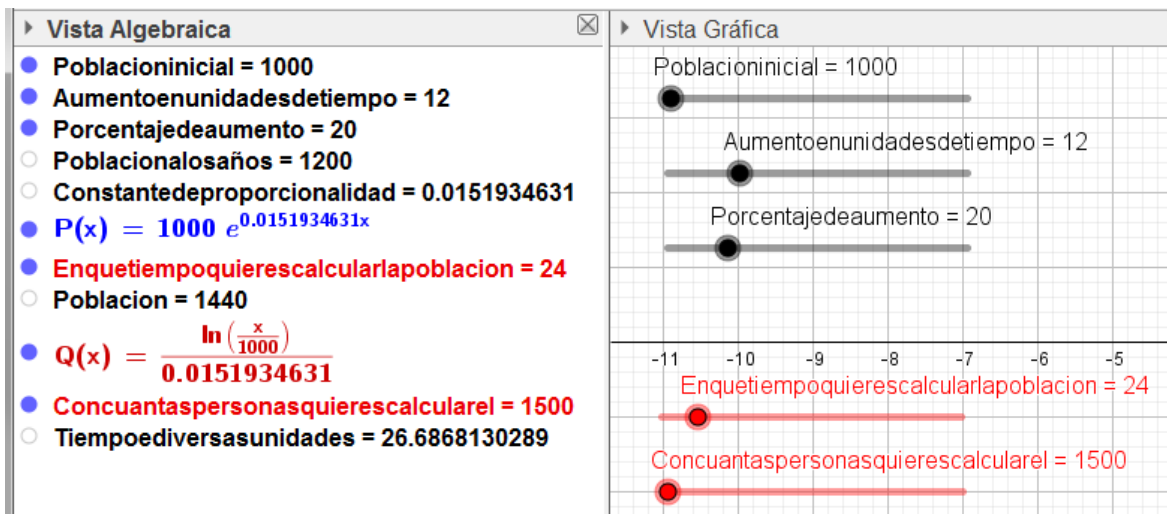 Vista Algebraica
Poblacioninicial = 1000
Aumentoenunidadesdetiempo = 12
Porcentajedeaumento = 20
Poblacionalosaños = 1200
Constantedeproporcionalidad = 0.0151934631
P(x) = 1000 e^0.0151934631x
Enquetiempoquierescalcularlapoblacion = 24
Poblacion = 1440
Q(x) = ln(x/1000) / 0.0151934631
Concuantaspersonasquierescalcularel = 1500
Tiempoediversasunidades = 26.6868130289
Vista Gráfica
Poblacioninicial = 1000
Aumentoenunidadesdetiempo = 12
Porcentajedeaumento = 20
-11 -10 -9 -8 -7 -6 -5
Enquetiempoquierescalcularlapoblacion = 24
Concuantaspersonasquierescalcularel = 1500